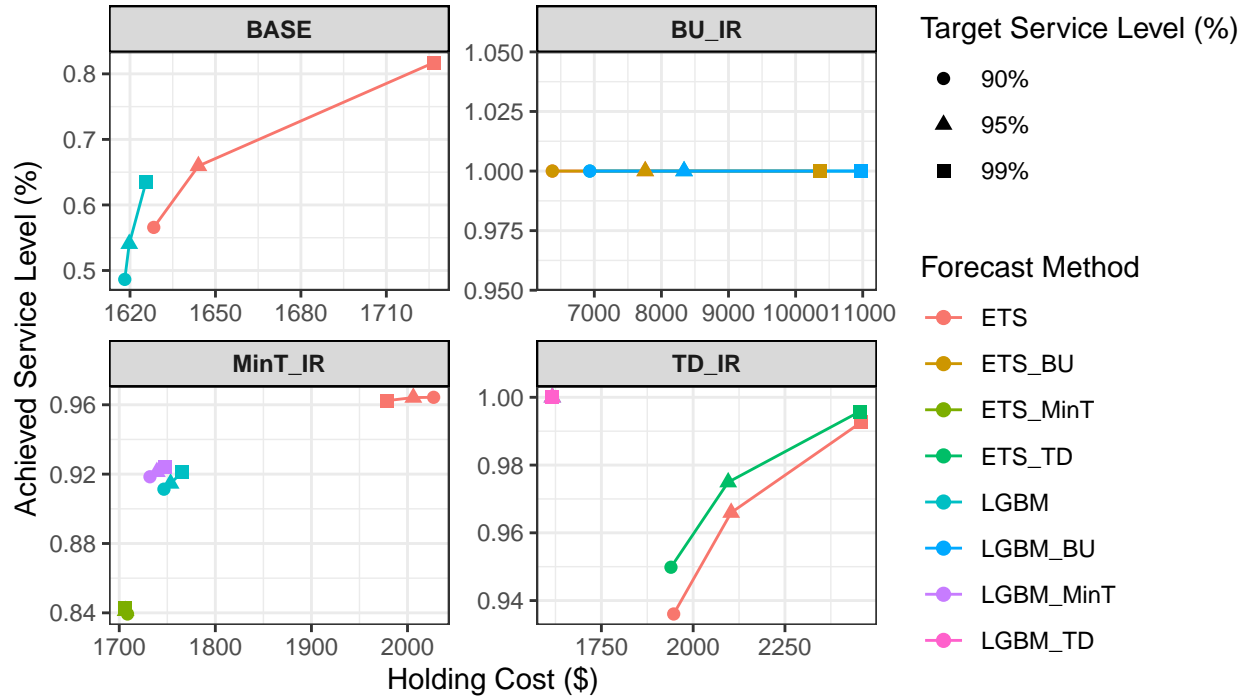 BASE
BU_IR
0.8
0.7
0.6
0.5
1620
1650
1680
1710
1.050
1.025
1.000
0.975
0.950
7000
8000
9000
10000
11000
MinT_IR
TD_IR
0.96
0.92
0.88
0.84
1700
1800
1900
2000
1.00
0.98
0.96
0.94
1750
2000
2250
Achieved Service Level (%)
Holding Cost ($)
Target Service Level (%)
90%
95%
99%
Forecast Method
ETS
ETS_BU
ETS_MinT
ETS_TD
LGBM
LGBM_BU
LGBM_MinT
LGBM_TD